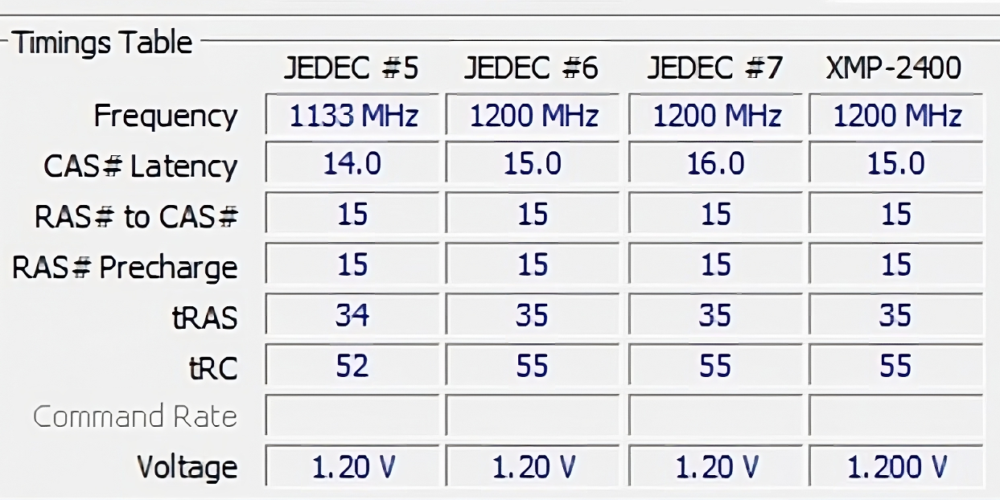 Timings Table
JEDEC #5 JEDEC #6 JEDEC #7 XMP-2400
Frequency 1133 MHz 1200 MHz 1200 MHz 1200 MHz
CAS# Latency 14.0 15.0 16.0 15.0
RAS# to CAS# 15 15 15 15
RAS# Precharge 15 15 15 15
tRAS 34 35 35 35
tRC 52 55 55 55
Command Rate
Voltage 1.20 V 1.20 V 1.20 V 1.200 V